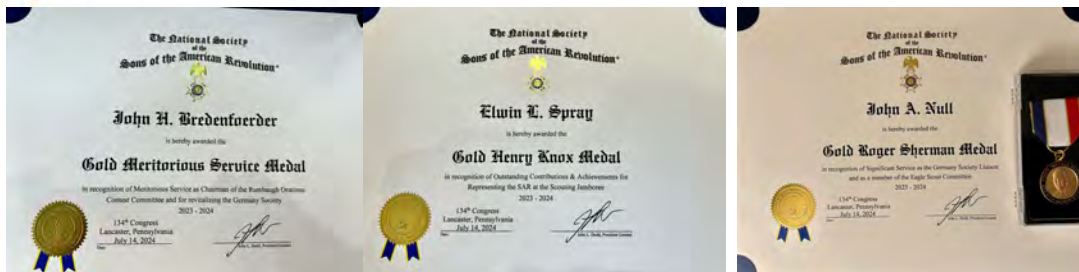 The National Society
of the
Sons of the American Revolution
John H. Bredenfoerder
is hereby awarded the
Gold Meritorious Service Medal
in recognition of Meritorious Service as Chairman of the Rumbaugh Orations
Contest Committee and for revitalizing the Germany Society
2023 - 2024
134th Congress
Lancaster, Pennsylvania
July 14, 2024
Date
The National Society
of the
Sons of the American Revolution
Elwin L. Spray
is hereby awarded the
Gold Henry Knox Medal
in recognition of Outstanding Contributions & Achievements for
Representing the SAR at the Scouting Jamboree
2023 - 2024
134th Congress
Lancaster, Pennsylvania
July 14, 2024
Date
The National Society
of the
Sons of the American Revolution
John A. Null
is hereby awarded the
Gold Roger Sherman Medal
in recognition of Significant Service as the Germany Society Liaison
and as a member of the Eagle Scout Committee
2023 - 2024
134th Congress
Lancaster, Pennsylvania
July 14, 2024
Date